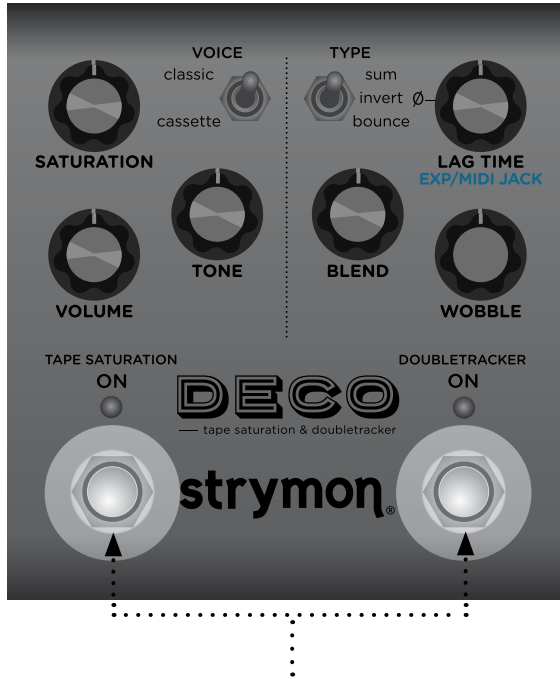 VOICE
classic
cassette
SATURATION
TYPE
sum
invert ø
bounce
LAG TIME
EXP/MIDI JACK
TONE
BLEND
VOLUME
WOBBLE
TAPE SATURATION
ON
DOUBLETRACKER
ON
DECO
tape saturation & doubletracker
strymon®